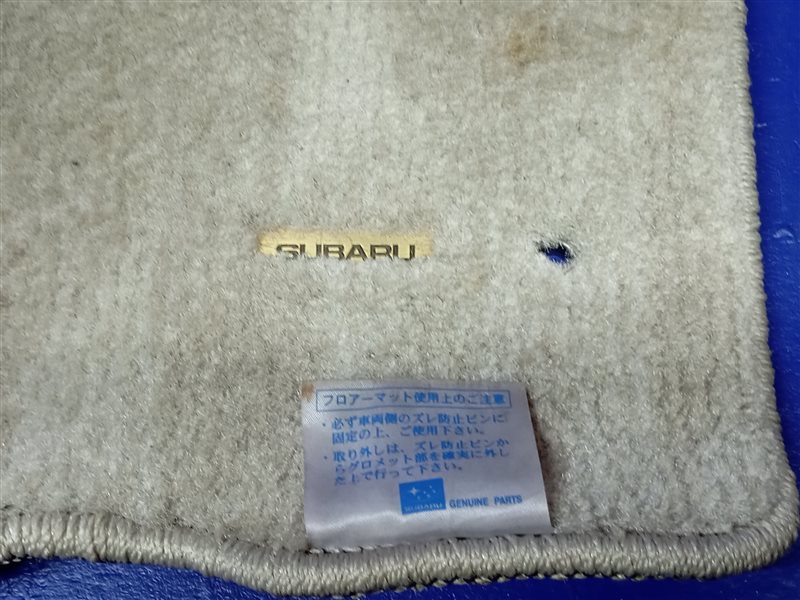 SUBARU
フロアーマット使用上のご注意
・必ず車両側のズレ防止ピンに
固定の上、ご使用下さい。
・取り外しは、ズレ防止ピンか
らグロメット部を確実に外し
た上で行って下さい。
GENUINE PARTS